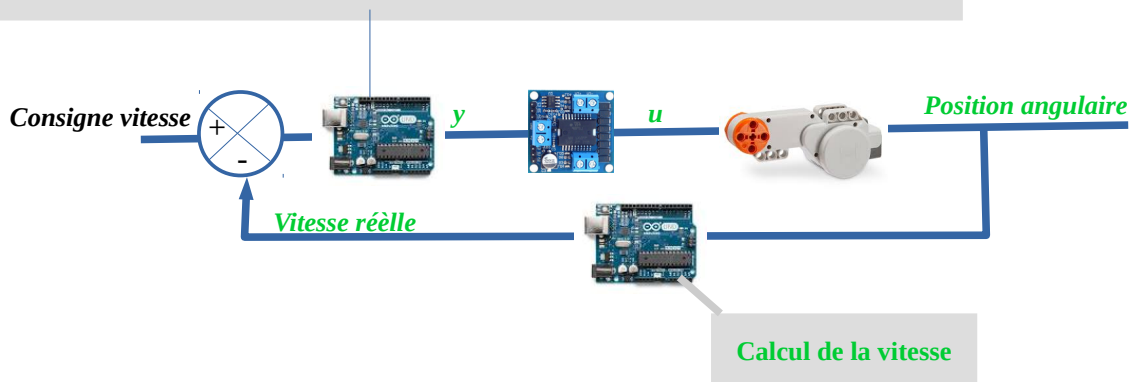 Consigne vitesse
+
-
y
u
Position angulaire
Vitesse réèlle
Calcul de la vitesse